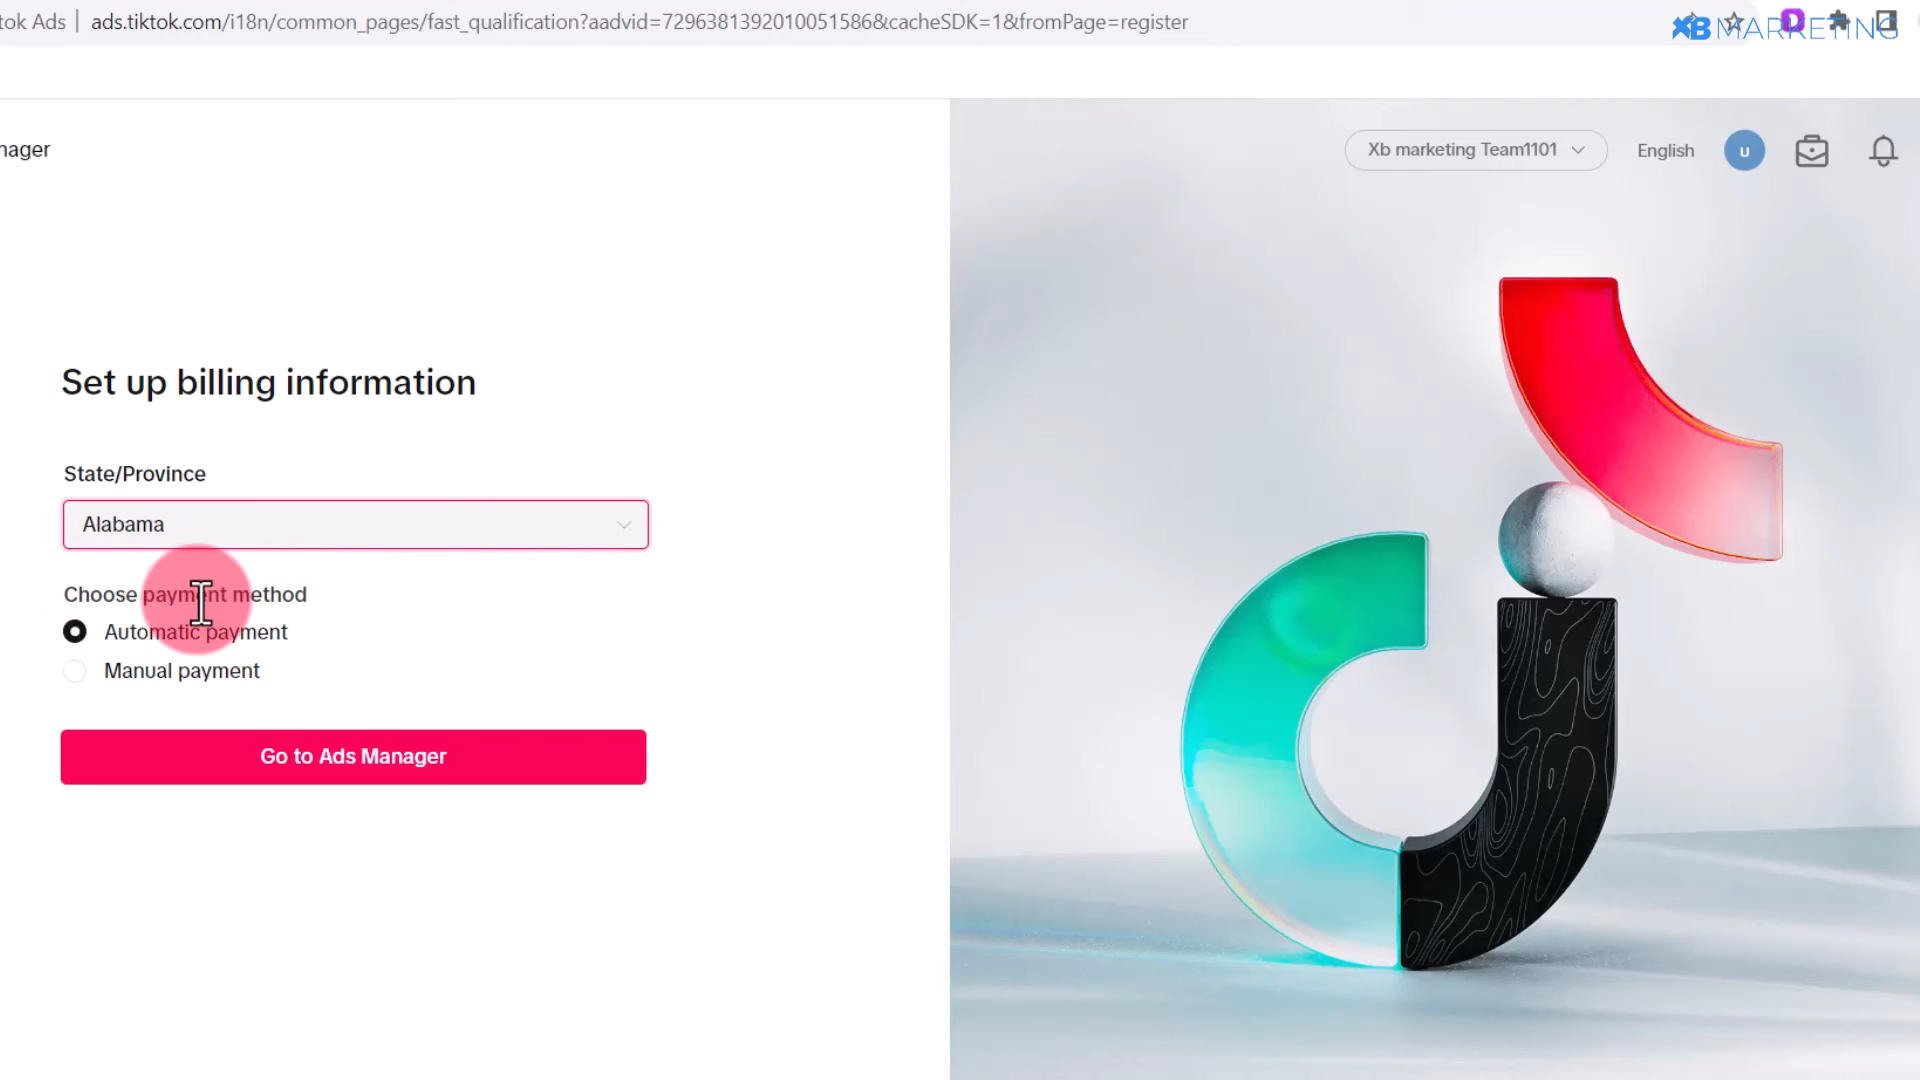 tok Ads | ads.tiktok.com/i18n/common_pages/fast_qualification?aadvid=7296381392010051586&cacheSDK=1&fromPage=register
XB MARKETING
nager
Xb marketing Team1101
English
U
Set up billing information
State/Province
Alabama
Choose payment method
Automatic payment
Manual payment
Go to Ads Manager